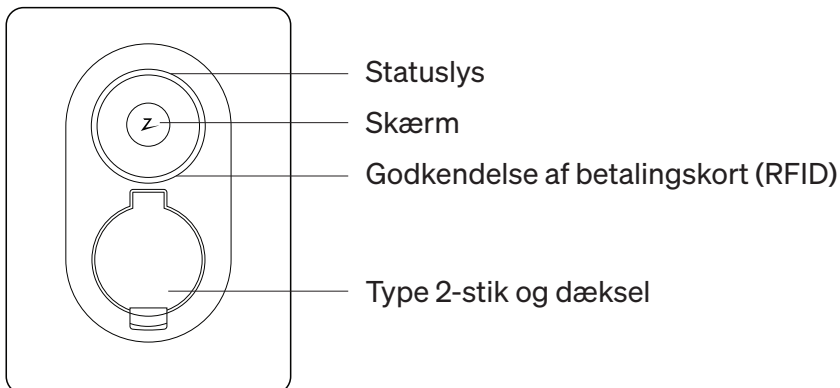 Statuslys
Skærm
Godkendelse af betalingskort (RFID)
Type 2-stik og dæksel